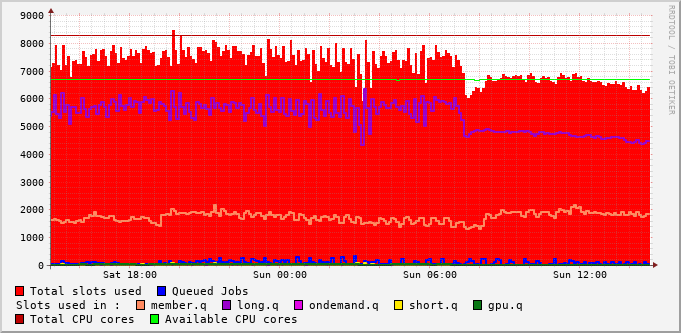 RRDTOOL / TOBI OETIKER
9000
8000
7000
6000
5000
4000
3000
2000
1000
0
Sat 18:00 Sun 00:00 Sun 06:00 Sun 12:00
Total slots used Queued Jobs
Slots used in : member.q long.q ondemand.q short.q gpu.q
Total CPU cores Available CPU cores